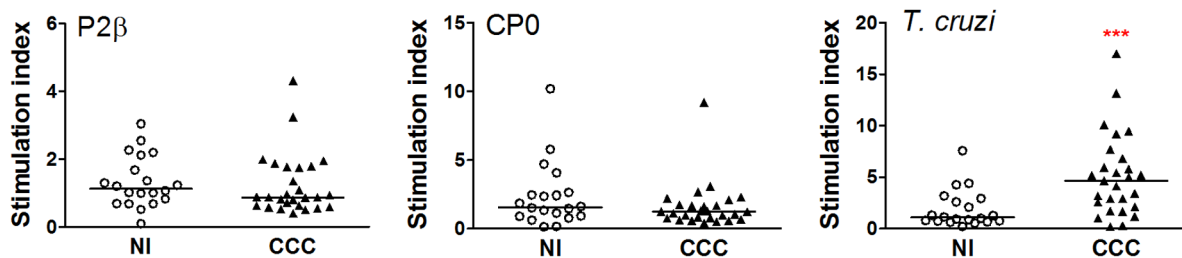 P2β
Stimulation index
6
4
2
0
NI
CCC
CP0
Stimulation index
15
10
5
0
NI
CCC
T. cruzi
***
Stimulation index
20
15
10
5
0
NI
CCC